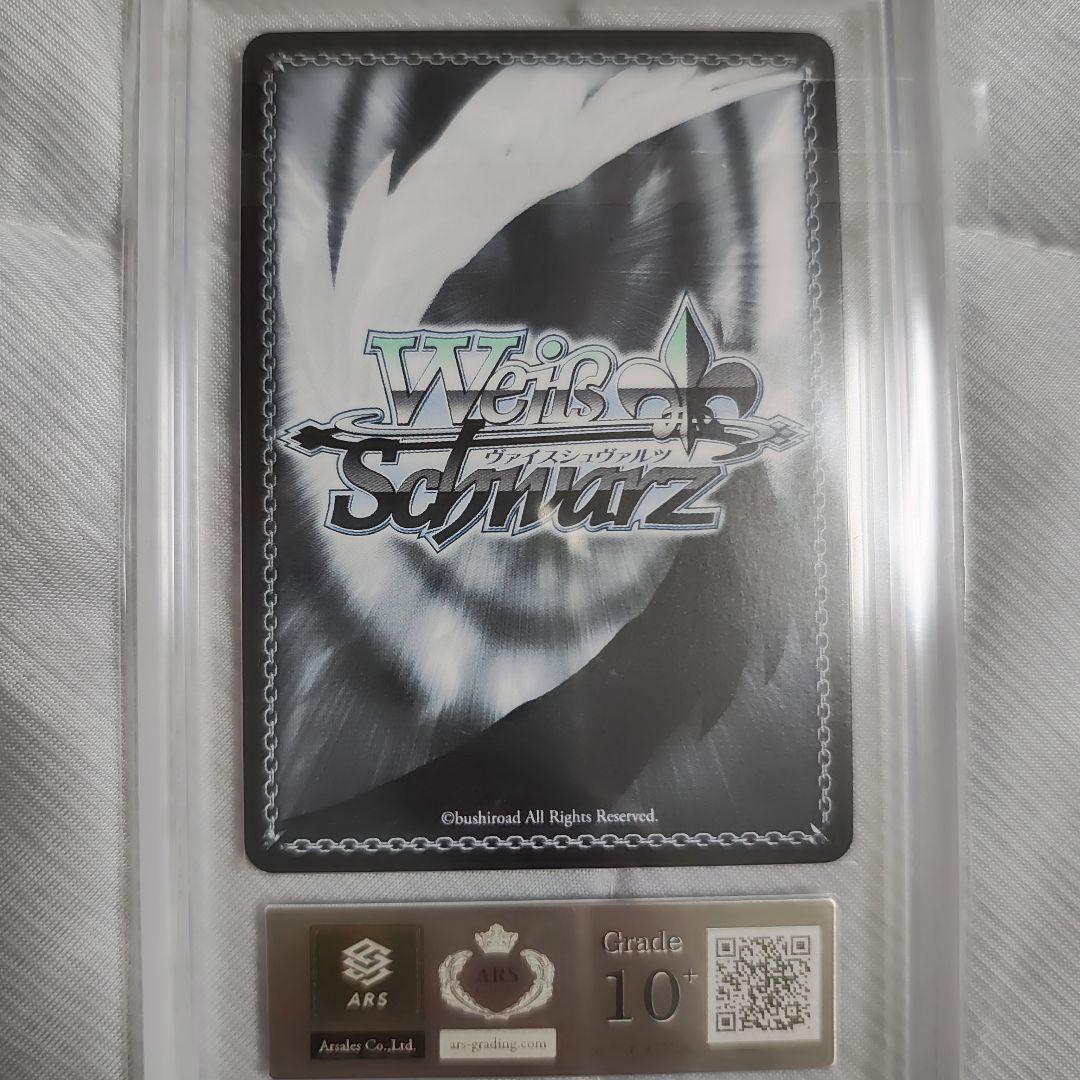 Weiß
ヴァイスシュヴァルツ
Schwarz
©bushiroad All Rights Reserved.
ARS
Arsales Co.,Ltd.
ARS
ars-grading.com
Grade
10+